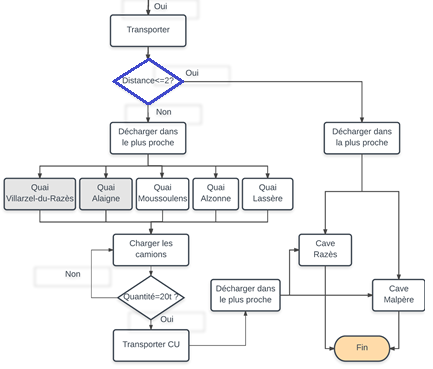 Oui
Transporter
Distance<=2?
Oui
Non
Décharger dans
le plus proche
Décharger dans
la plus proche
Quai
Villarzel-du-Razès
Quai
Alaigne
Quai
Moussoulens
Quai
Alzonne
Quai
Lassère
Charger les
camions
Cave
Razès
Non
Quantité=20t ?
Décharger dans
le plus proche
Cave
Malpère
Oui
Transporter CU
Fin